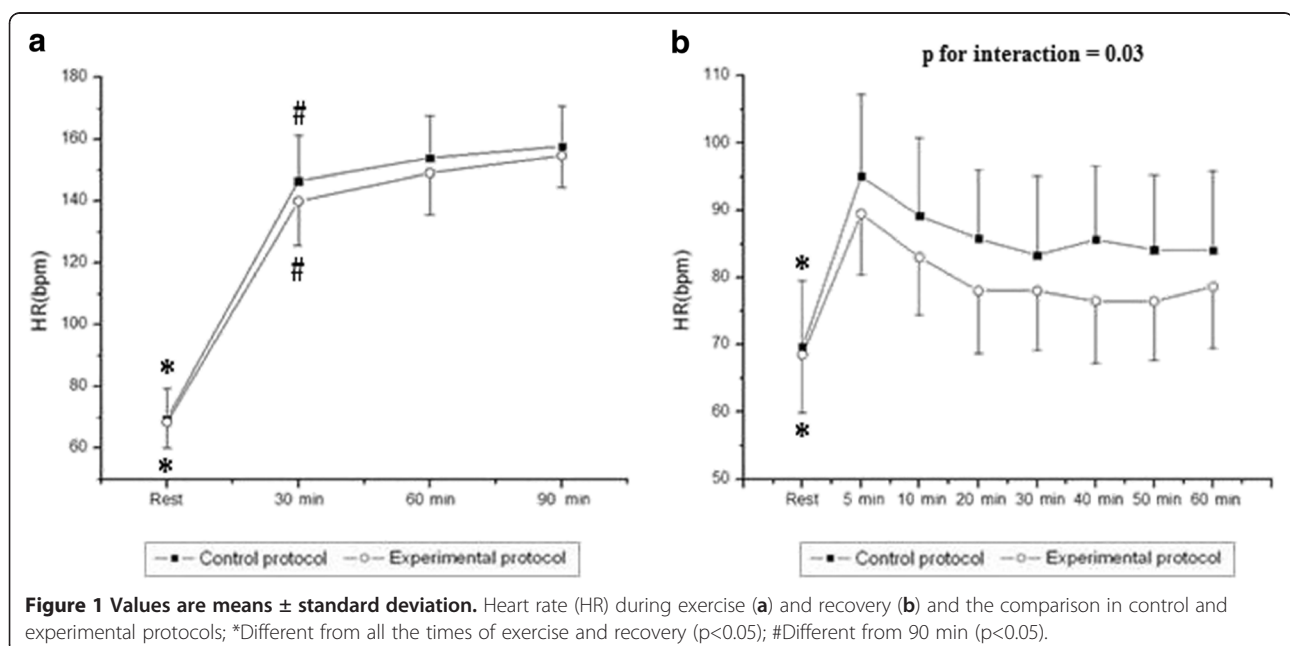 a
180
160
140
120
100
80
60
HR(bpm)
#
#
*
*
Rest 30 min 60 min 90 min
Control protocol Experimental protocol
b
p for interaction = 0.03
110
100
90
80
70
60
50
HR(bpm)
*
*
Rest 5 min 10 min 20 min 30 min 40 min 50 min 60 min
Control protocol Experimental protocol
Figure 1 Values are means ± standard deviation. Heart rate (HR) during exercise (a) and recovery (b) and the comparison in control and
experimental protocols; *Different from all the times of exercise and recovery (p<0.05); #Different from 90 min (p<0.05).